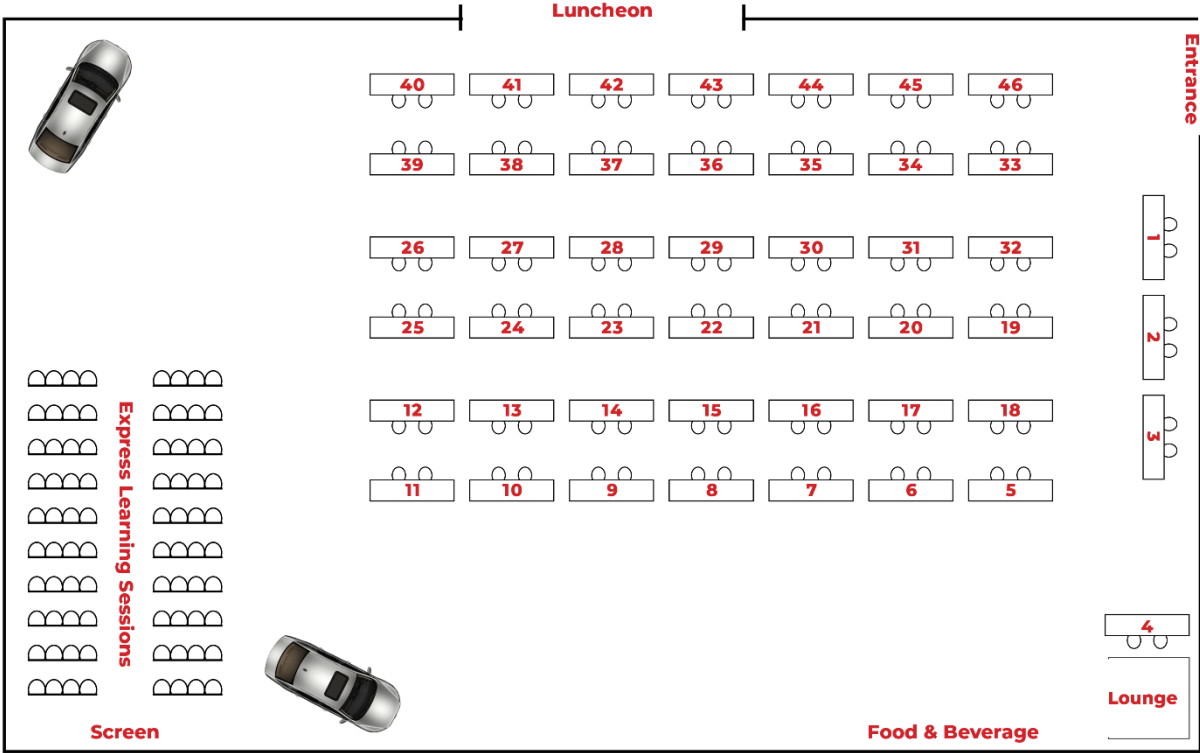 Luncheon
Entrance
40 41 42 43 44 45 46
39 38 37 36 35 34 33
1
26 27 28 29 30 31 32
25 24 23 22 21 20 19
2
12 13 14 15 16 17 18
3
11 10 9 8 7 6 5
Express Learning Sessions
4
Lounge
Screen
Food & Beverage